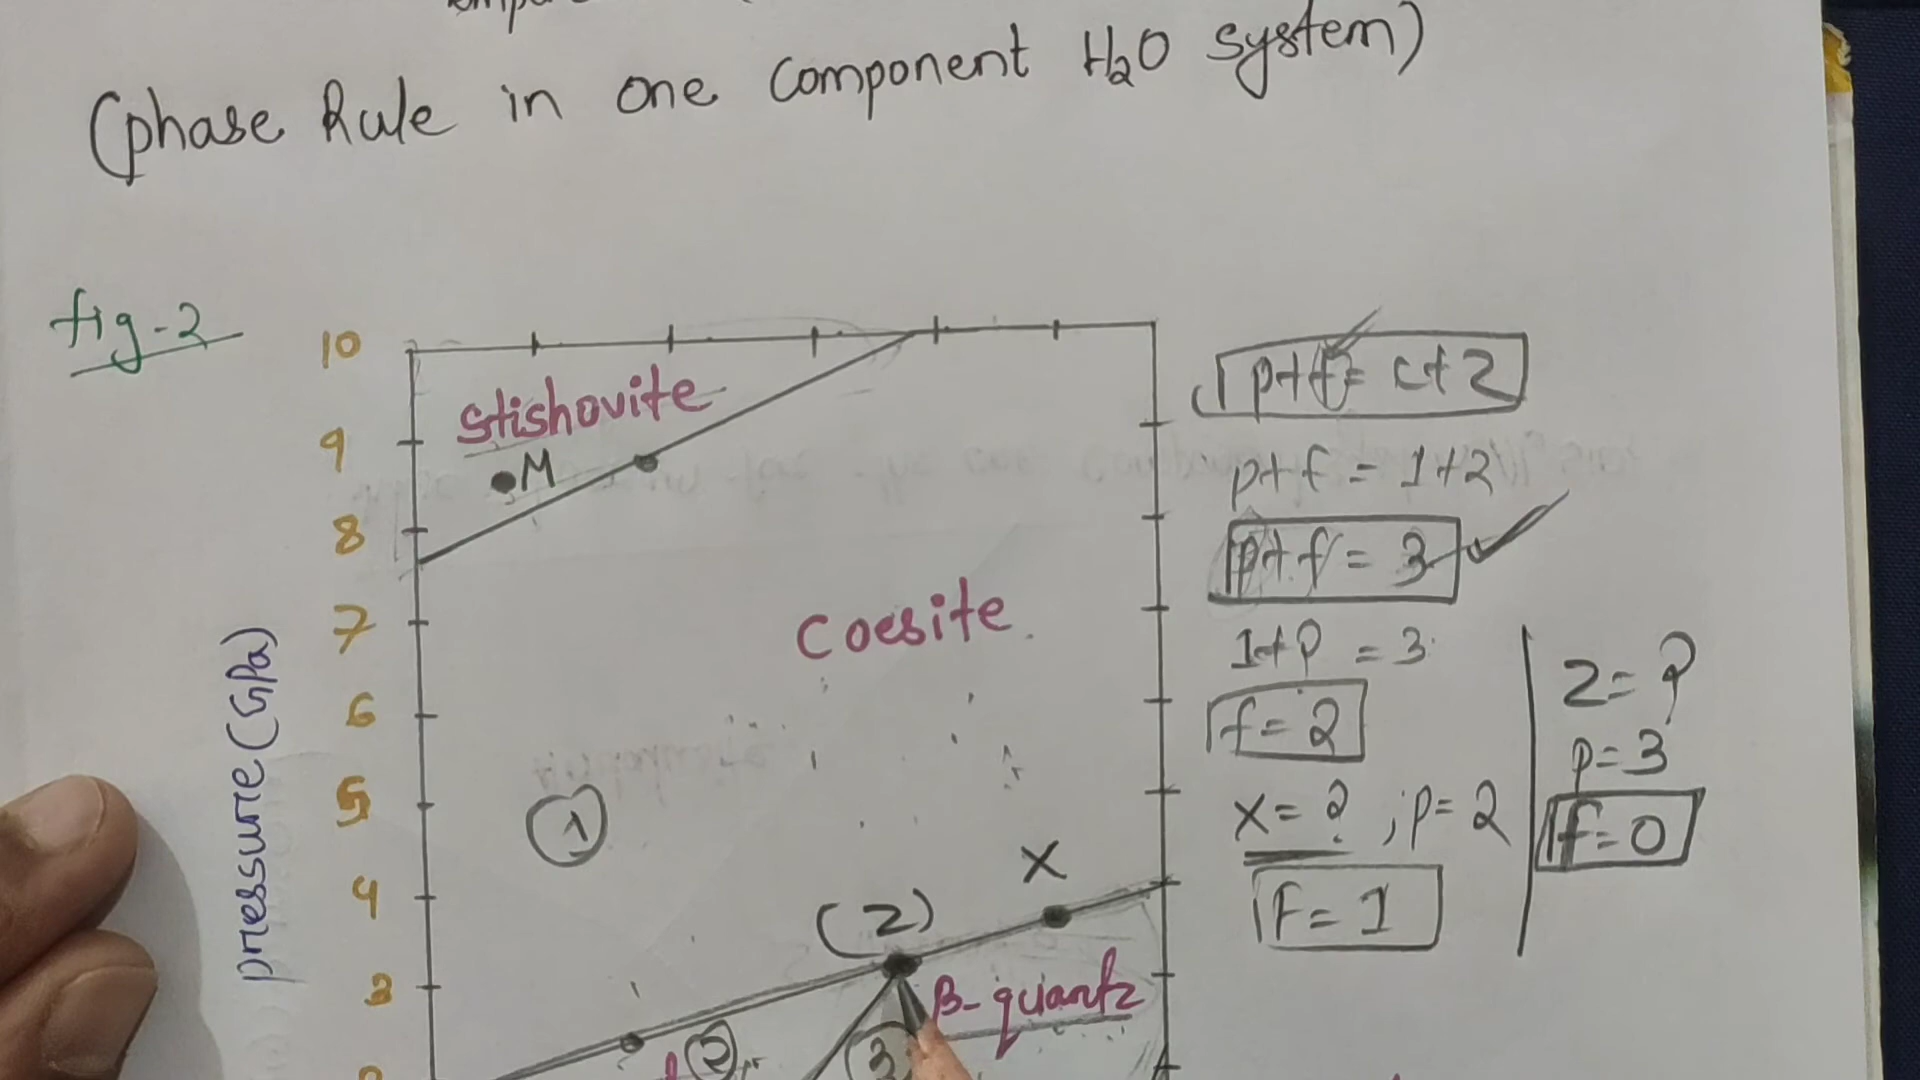 (phase Rule in one component H2O system)
fig-2
10
9
8
7
6
5
4
3
pressure (GPa)
Stishovite
M
Coesite
1
X
(Z)
β-quartz
2
3
p+f= c+2
p+f = 1+2
p+f = 3
1+P = 3
f=2
X=? ;p=2
F=1
Z=?
p=3
F=0